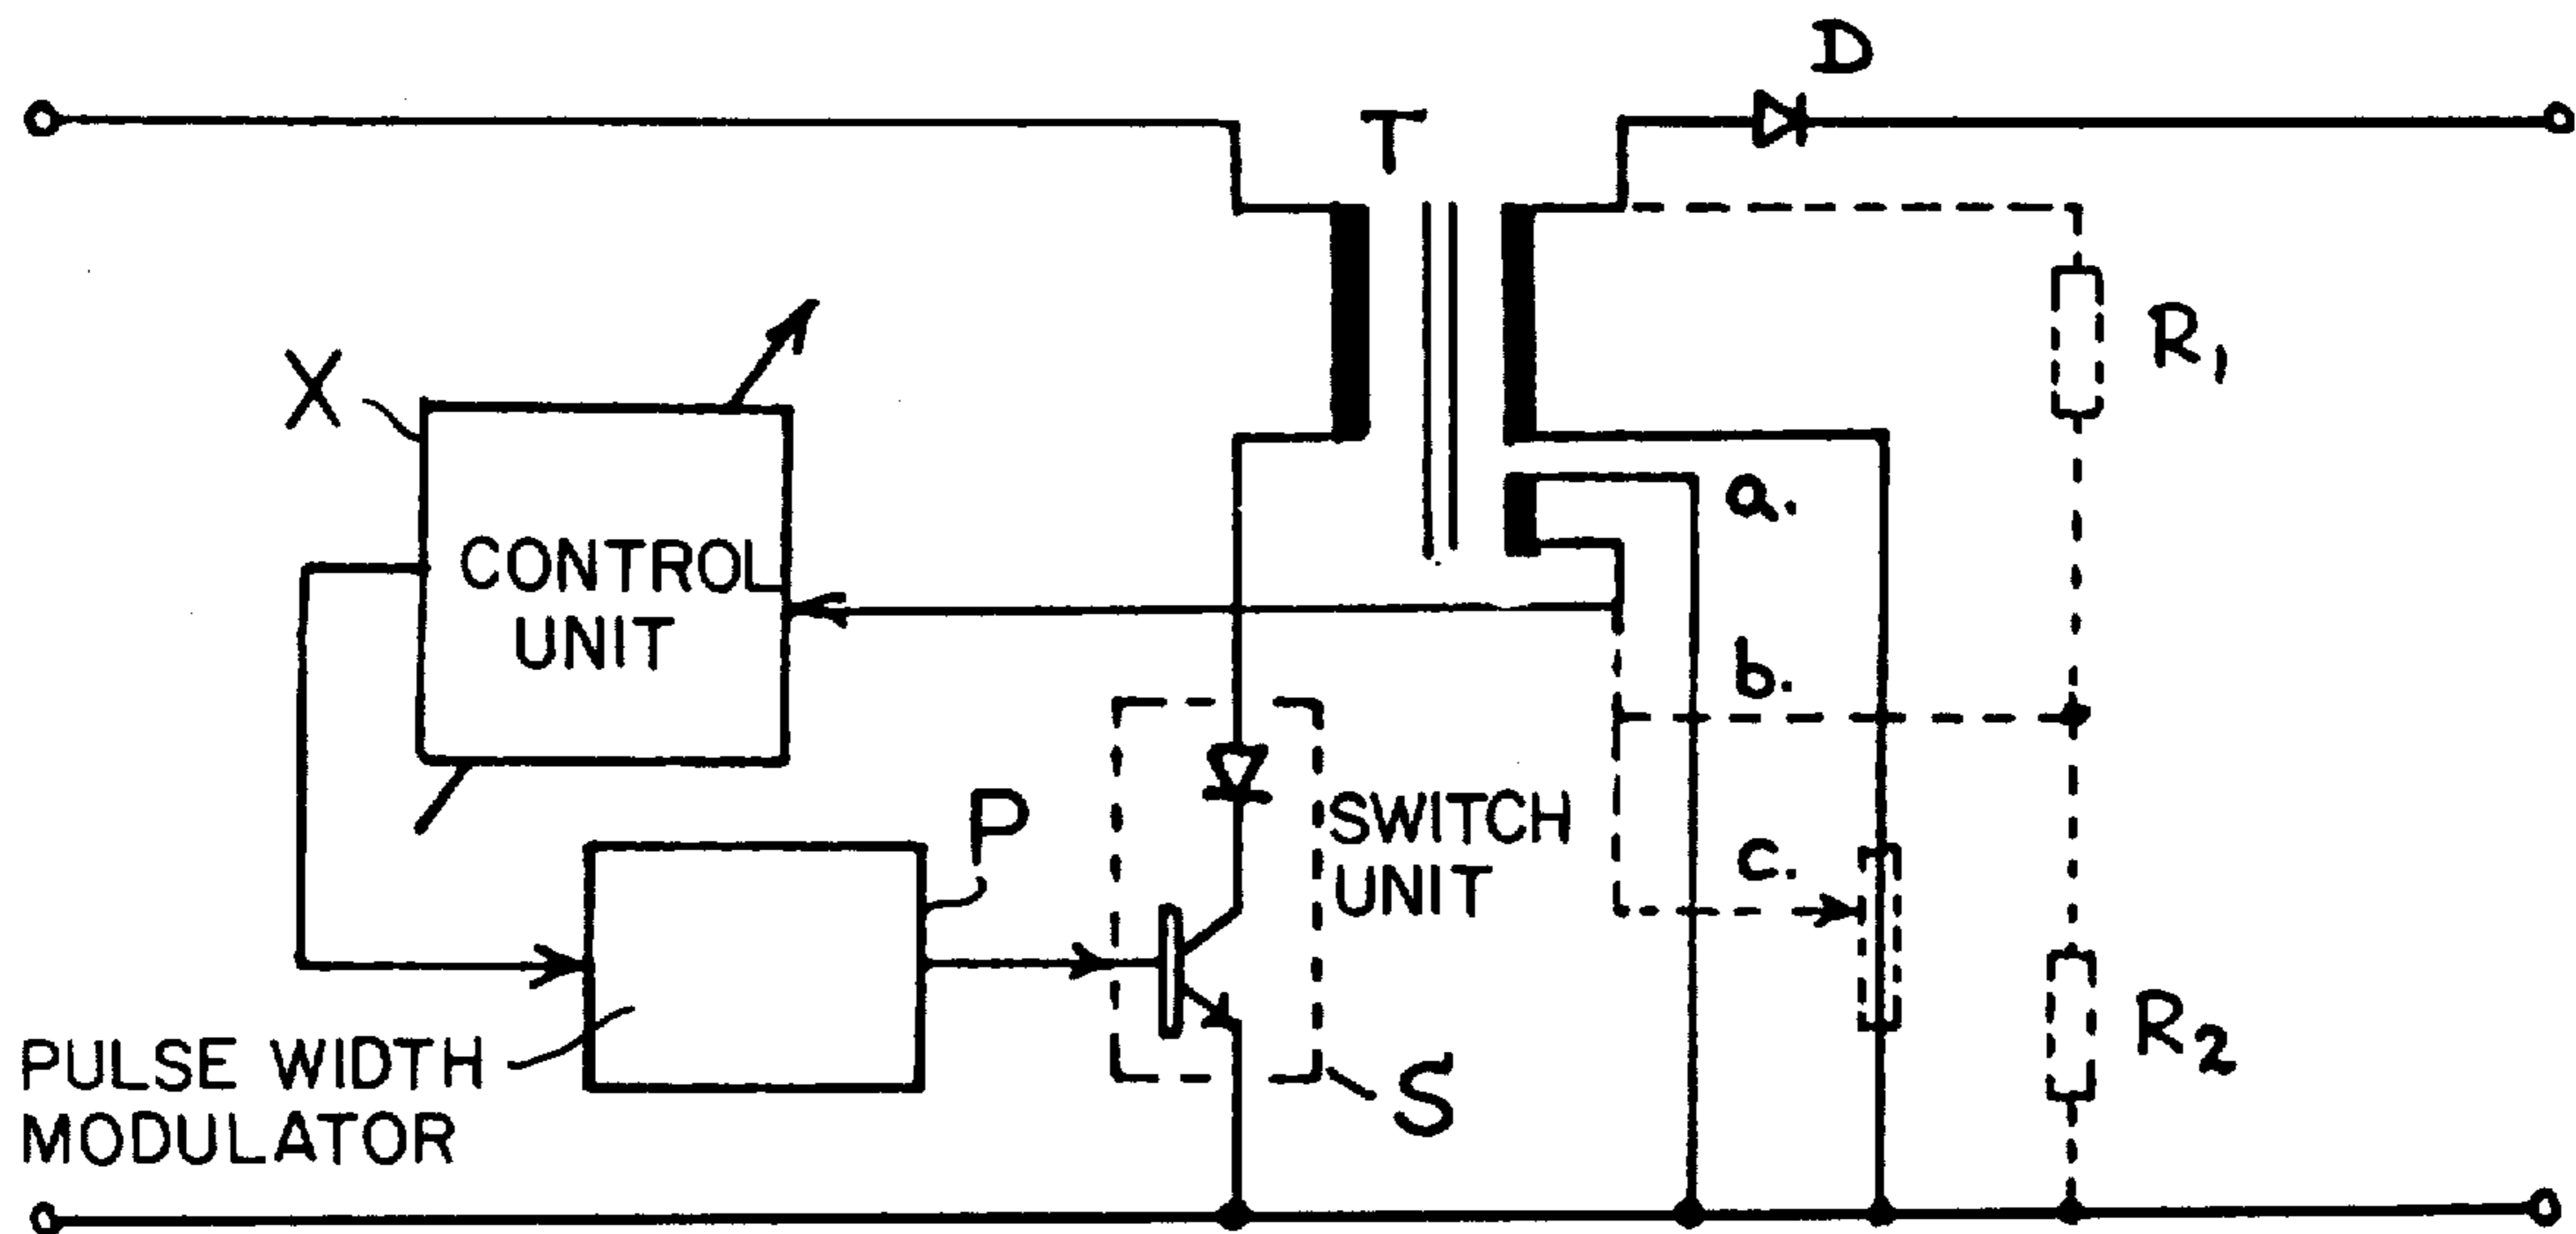 D
T
R₁
X
a.
CONTROL
UNIT
b.
P
SWITCH
UNIT
c.
PULSE WIDTH
MODULATOR
S
R₂